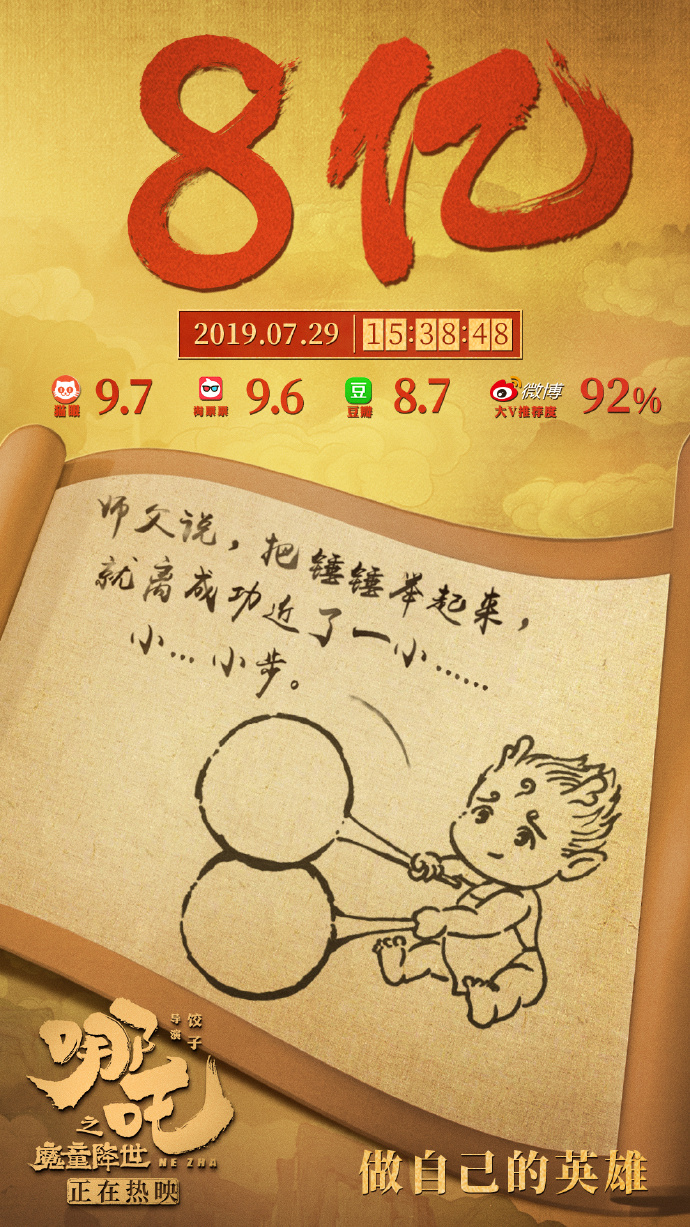 8亿
2019.07.29 15:38:48
猫眼 9.7 淘票票 9.6 豆 豆瓣 8.7 微博 大V推荐度 92%
师父说，把锤锤举起来，
就离成功近了一小……
小…小步。
哪吒
之
魔童降世
NE ZHA
导演
饺子
正在热映
做自己的英雄